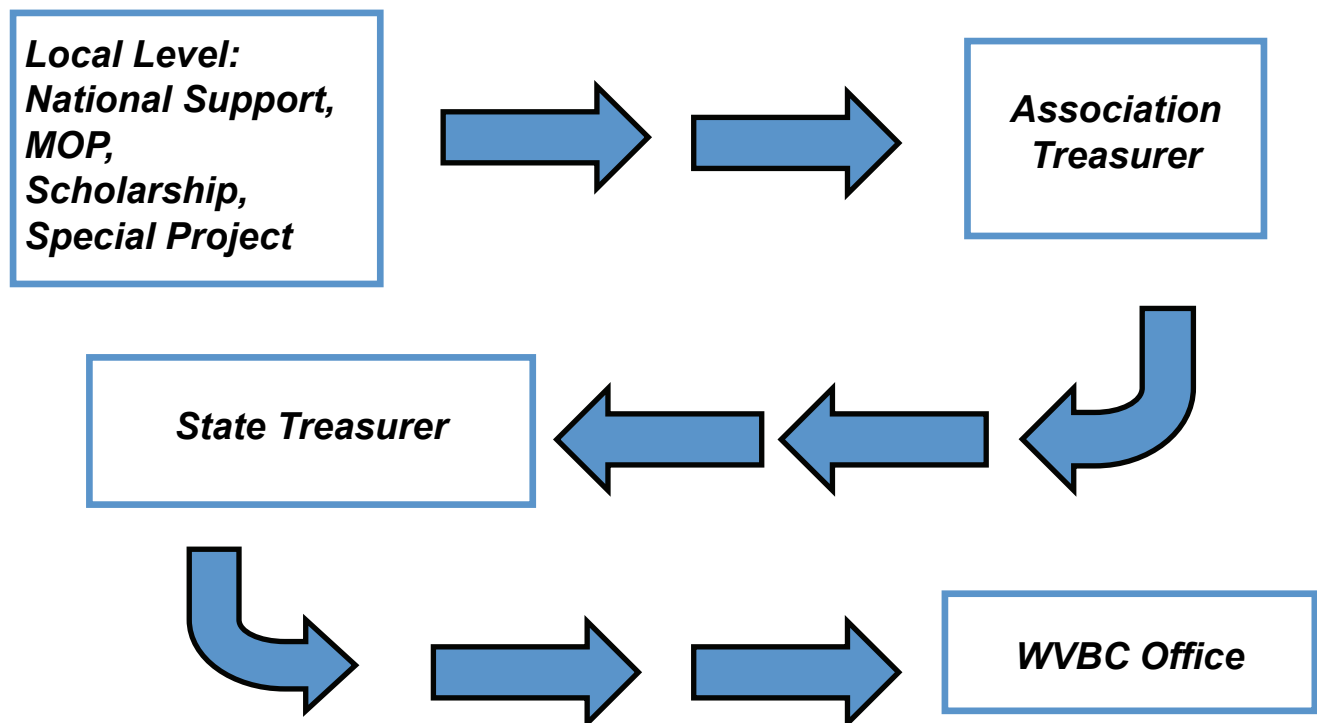 Local Level:
National Support,
MOP,
Scholarship,
Special Project
Association
Treasurer
State Treasurer
WVBC Office